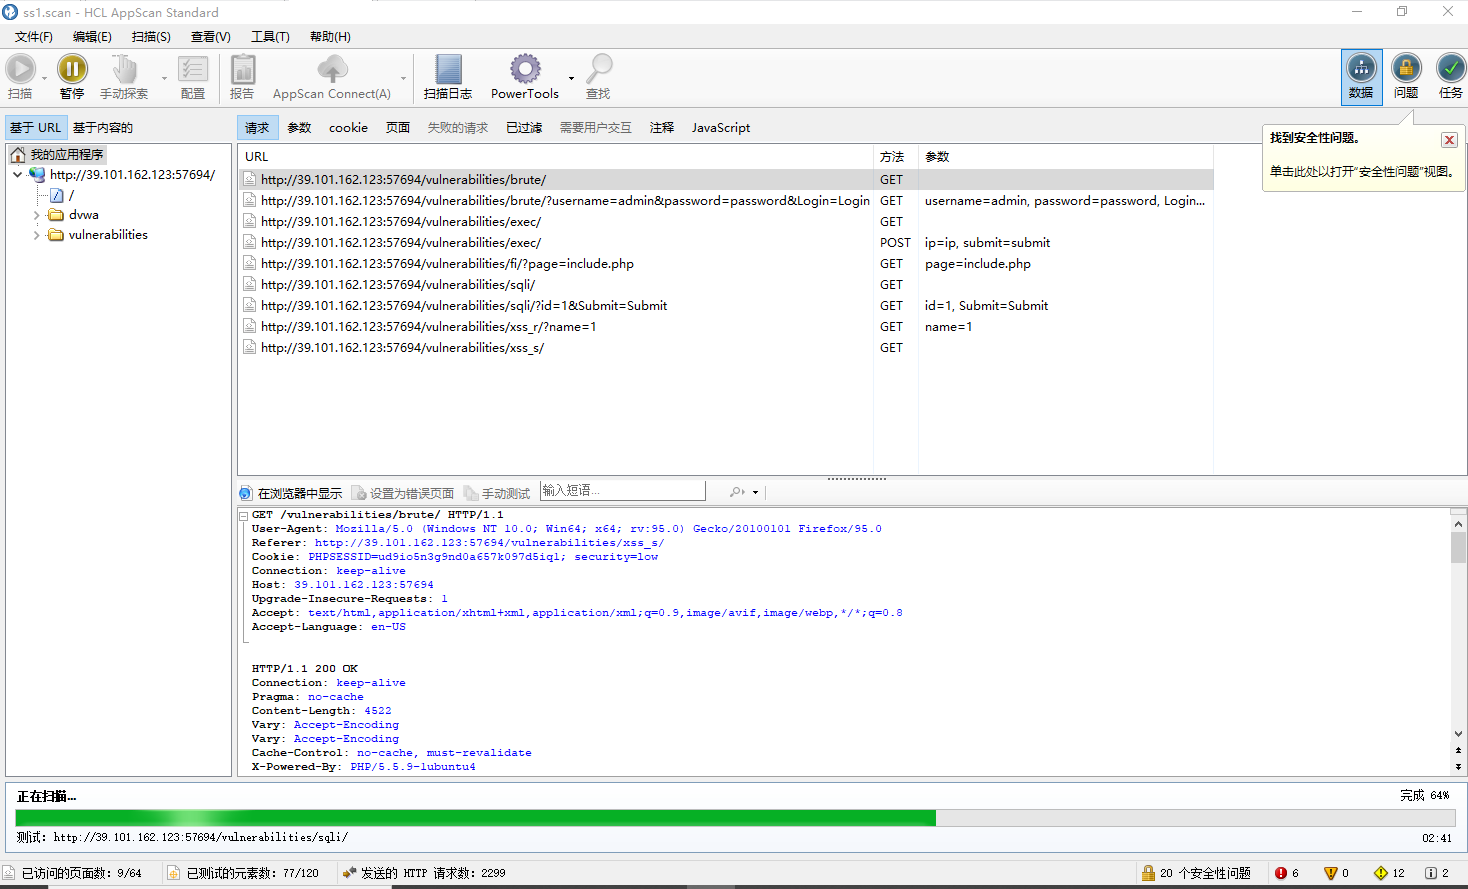 ss1.scan - HCL AppScan Standard
文件(F) 编辑(E) 扫描(S) 查看(V) 工具(T) 帮助(H)
扫描 暂停 手动探索 配置 报告 AppScan Connect(A) 扫描日志 PowerTools 查找 数据 问题 任务
基于 URL 基于内容的
请求 参数 cookie 页面 失败的请求 已过滤 需要用户交互 注释 JavaScript
找到安全性问题。
单击此处以打开“安全性问题”视图。
我的应用程序
http://39.101.162.123:57694/
/
dvwa
vulnerabilities
URL 方法 参数
http://39.101.162.123:57694/vulnerabilities/brute/ GET
http://39.101.162.123:57694/vulnerabilities/brute/?username=admin&password=password&Login=Login GET username=admin, password=password, Login...
http://39.101.162.123:57694/vulnerabilities/exec/ GET
http://39.101.162.123:57694/vulnerabilities/exec/ POST ip=ip, submit=submit
http://39.101.162.123:57694/vulnerabilities/fi/?page=include.php GET page=include.php
http://39.101.162.123:57694/vulnerabilities/sqli/ GET
http://39.101.162.123:57694/vulnerabilities/sqli/?id=1&Submit=Submit GET id=1, Submit=Submit
http://39.101.162.123:57694/vulnerabilities/xss_r/?name=1 GET name=1
http://39.101.162.123:57694/vulnerabilities/xss_s/ GET
在浏览器中显示 设置为错误页面 手动测试 输入短语...
GET /vulnerabilities/brute/ HTTP/1.1
User-Agent: Mozilla/5.0 (Windows NT 10.0; Win64; x64; rv:95.0) Gecko/20100101 Firefox/95.0
Referer: http://39.101.162.123:57694/vulnerabilities/xss_s/
Cookie: PHPSESSID=ud9io5n3g9nd0a657k097d5iq1; security=low
Connection: keep-alive
Host: 39.101.162.123:57694
Upgrade-Insecure-Requests: 1
Accept: text/html,application/xhtml+xml,application/xml;q=0.9,image/avif,image/webp,*/*;q=0.8
Accept-Language: en-US
HTTP/1.1 200 OK
Connection: keep-alive
Pragma: no-cache
Content-Length: 4522
Vary: Accept-Encoding
Vary: Accept-Encoding
Cache-Control: no-cache, must-revalidate
X-Powered-By: PHP/5.5.9-1ubuntu4
正在扫描... 完成 64%
测试: http://39.101.162.123:57694/vulnerabilities/sqli/ 02:41
已访问的页面数: 9/64 已测试的元素数: 77/120 发送的 HTTP 请求数: 2299 20 个安全性问题 6 0 12 2